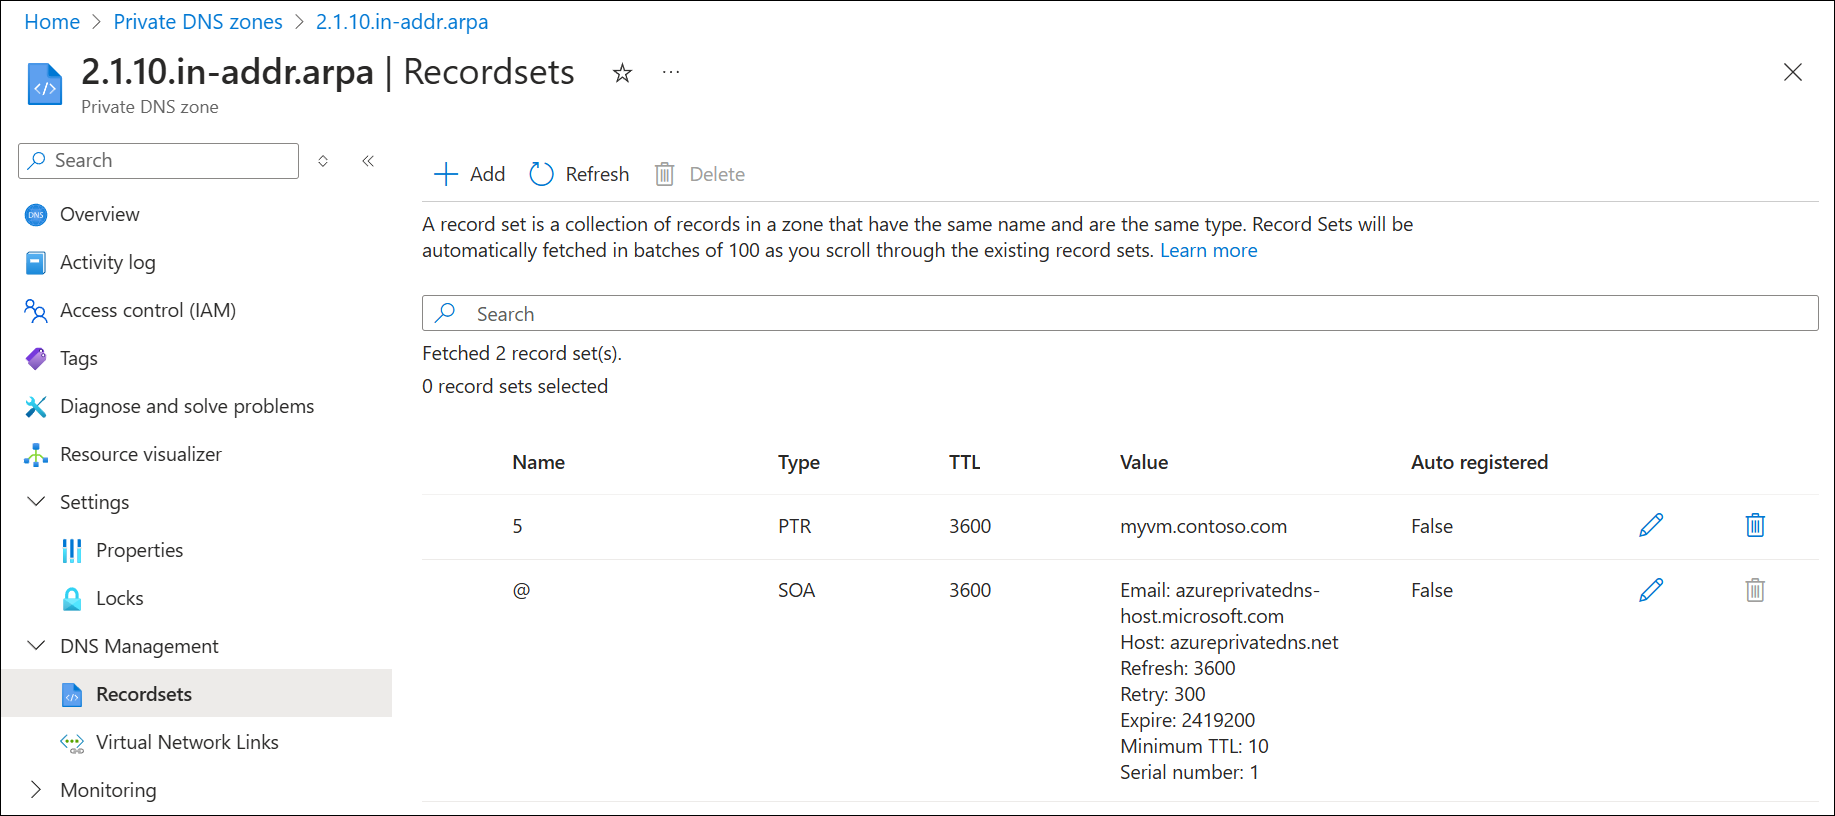 Home > Private DNS zones > 2.1.10.in-addr.arpa
2.1.10.in-addr.arpa | Recordsets
Private DNS zone
Search
Overview
Activity log
Access control (IAM)
Tags
Diagnose and solve problems
Resource visualizer
Settings
Properties
Locks
DNS Management
Recordsets
Virtual Network Links
Monitoring
Add Refresh Delete
A record set is a collection of records in a zone that have the same name and are the same type. Record Sets will be
automatically fetched in batches of 100 as you scroll through the existing record sets. Learn more
Search
Fetched 2 record set(s).
0 record sets selected
Name Type TTL Value Auto registered
5 PTR 3600 myvm.contoso.com False
@ SOA 3600 Email: azureprivatedns- False
host.microsoft.com
Host: azureprivatedns.net
Refresh: 3600
Retry: 300
Expire: 2419200
Minimum TTL: 10
Serial number: 1